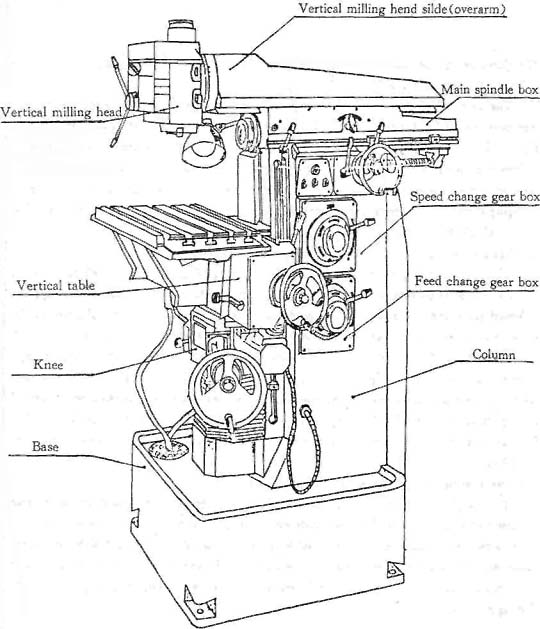 Vertical milling hend silde(overarm)
Main spindle box
Vertical milling head
Speed change gear box
Feed change gear box
Vertical table
Column
Knee
Base